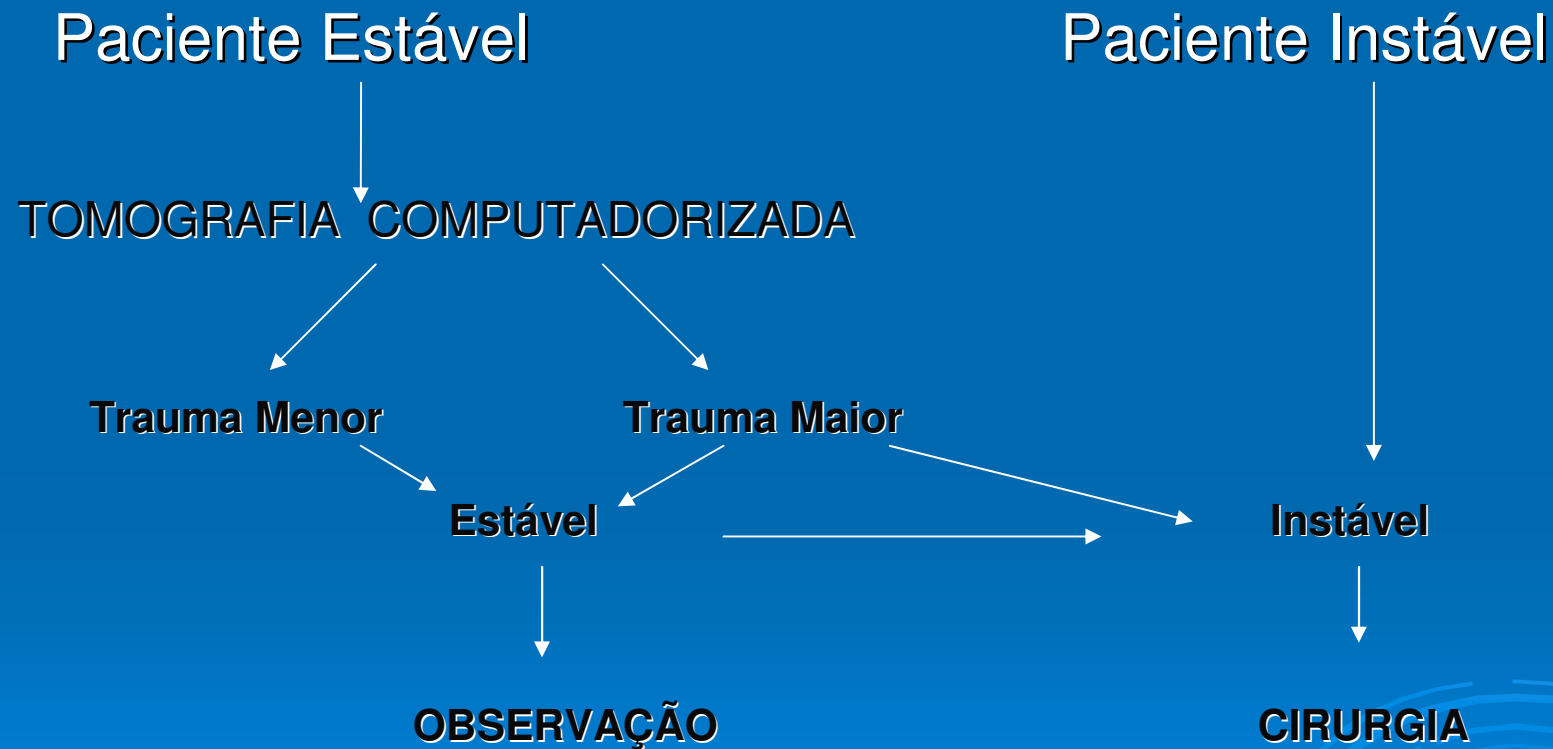 Paciente Estável
Paciente Instável
TOMOGRAFIA COMPUTADORIZADA
Trauma Menor
Trauma Maior
Estável
Instável
OBSERVAÇÃO
CIRURGIA